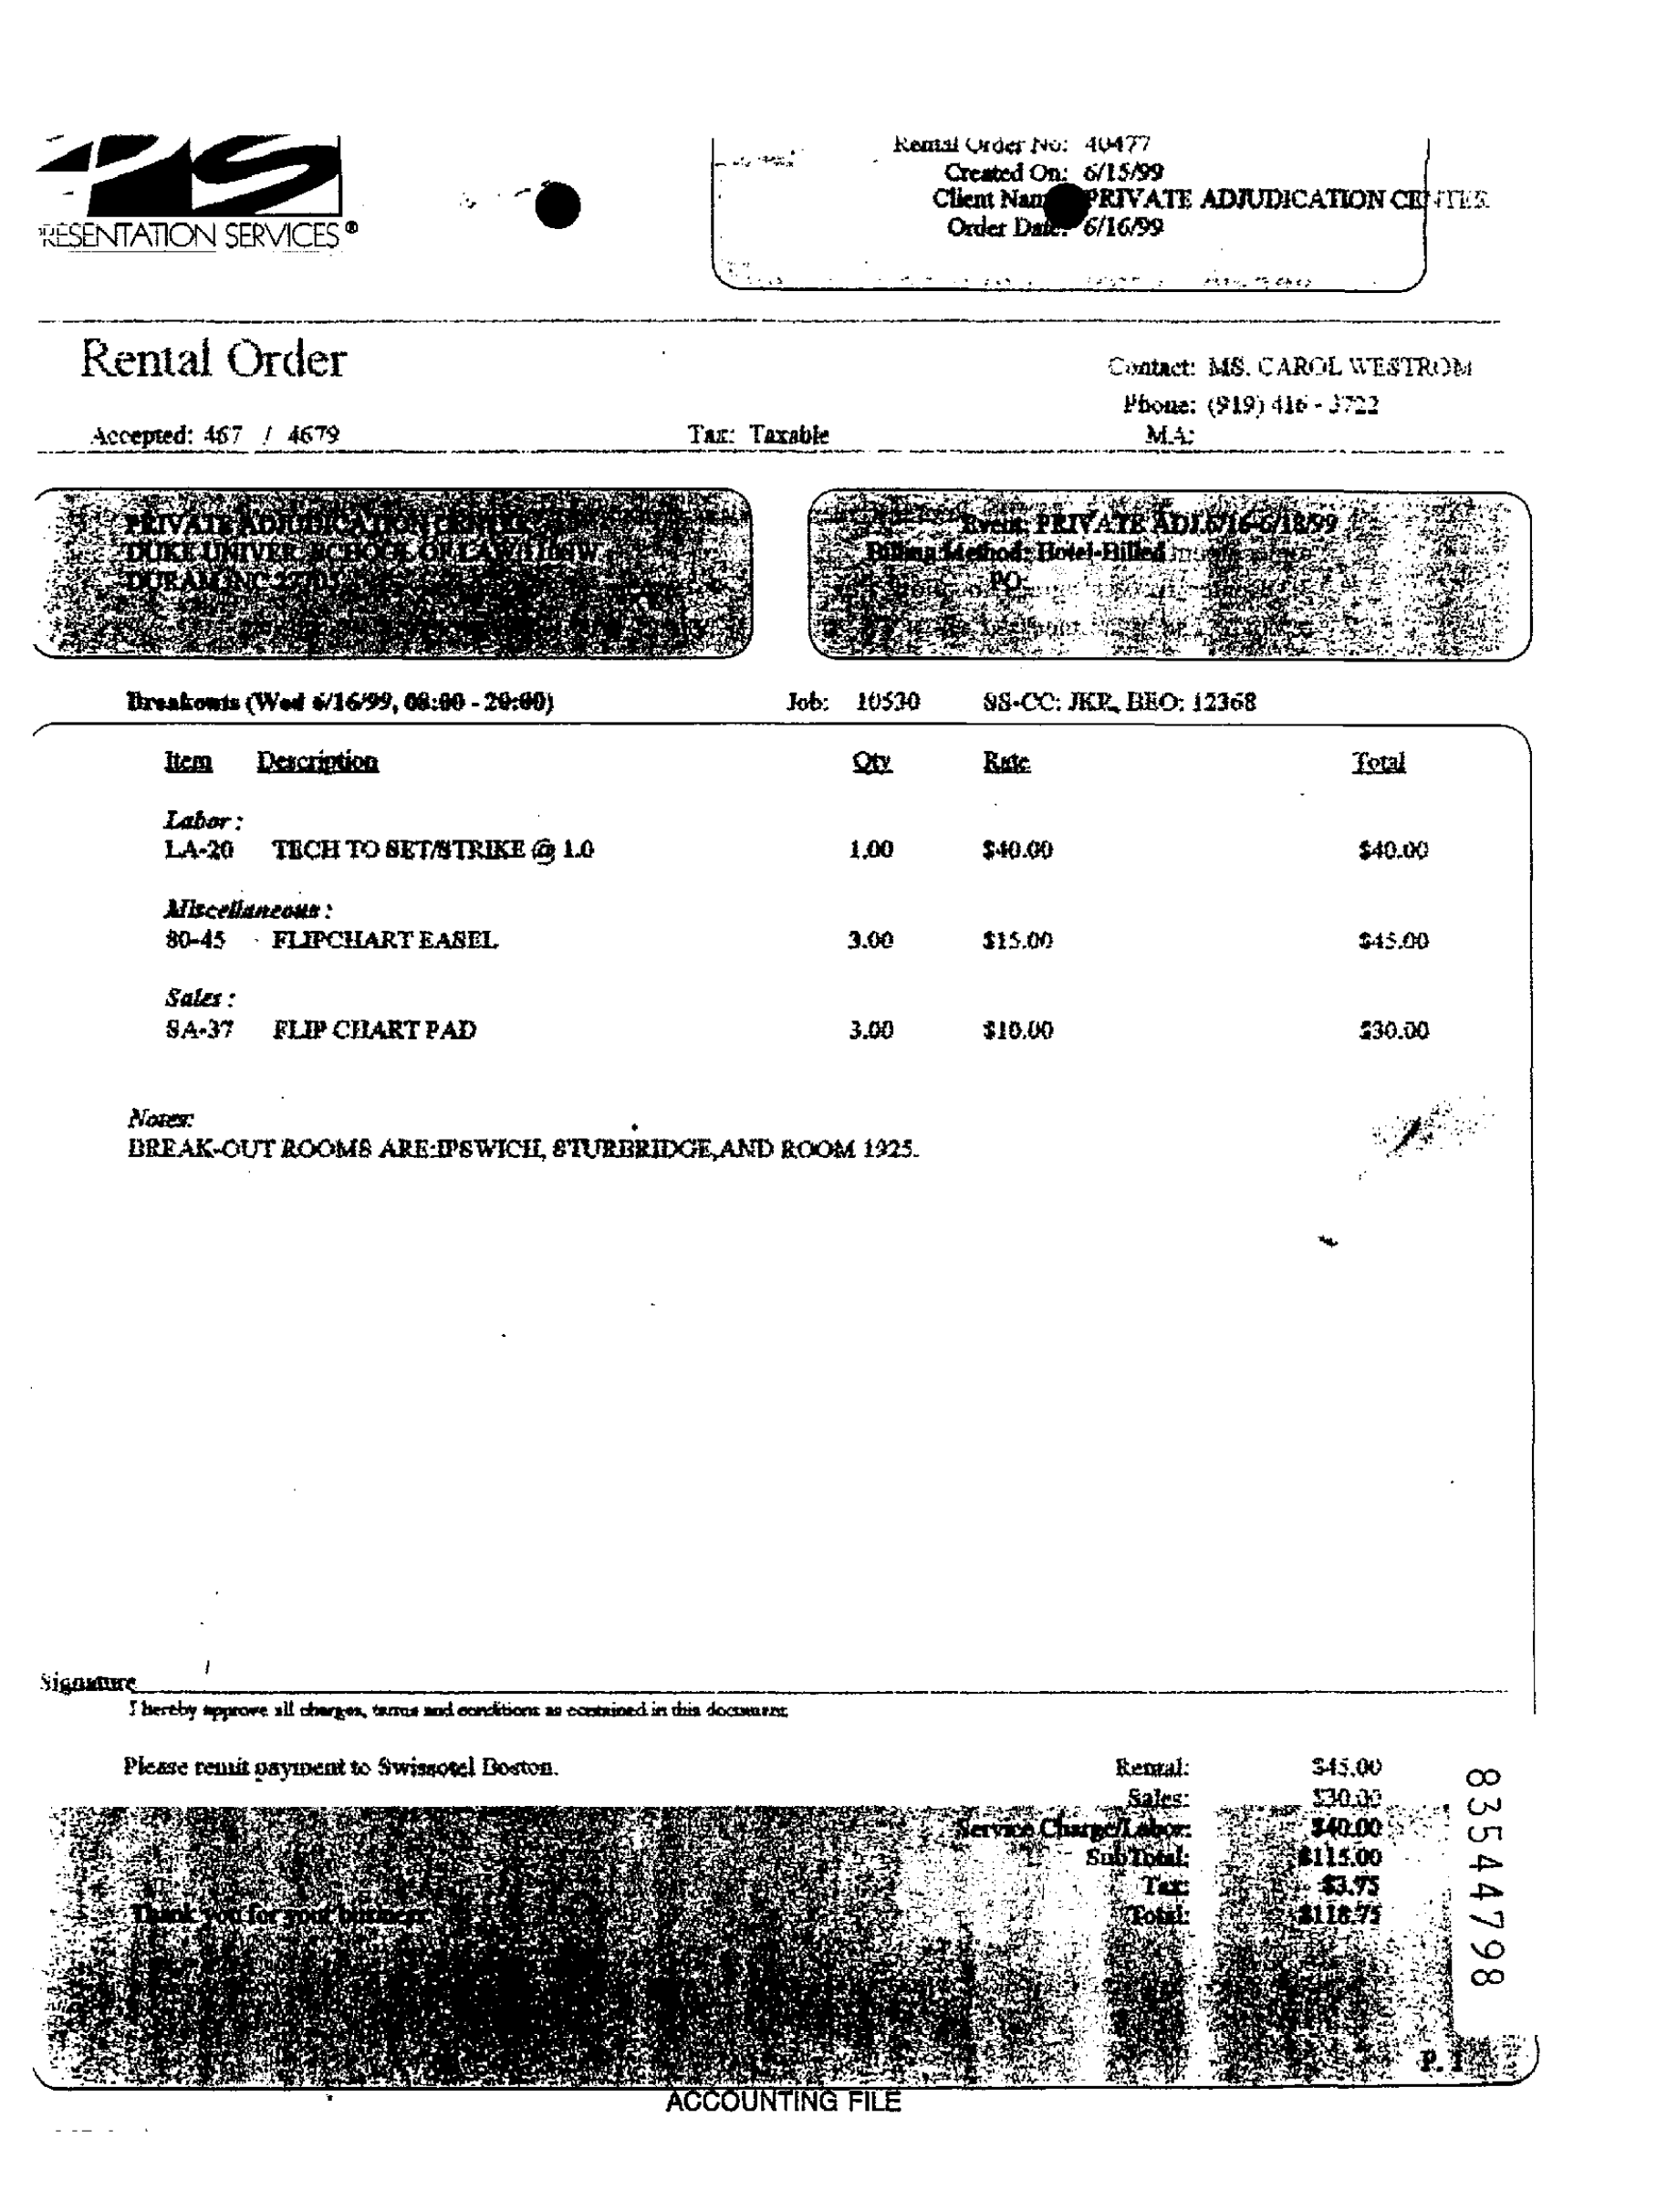 PRESENTATION SERVICES®
Rental Order No: 40477
Created On: 6/15/99
Client Nam PRIVATE ADJUDICATION CENTER
Order Date: 6/16/99
Rental Order
Contact: MS. CAROL WESTROM
Phone: (919) 416 - 3722
Accepted: 467 / 4679 Tax: Taxable M.A:
PRIVATE ADJUDICATION CENTER
DUKE UNIVER. SCHOOL OF LAW
DURAM NC
Event: PRIVATE ADJ.6/16-6/18/99
Billing Method: Hotel-Billed
PO:
Breakouts (Wed 6/16/99, 08:00 - 20:00) Job: 10530 SS-CC: JKR, BEO: 12368
Item Description Qty Rate Total
Labor :
LA-20 TECH TO SET/STRIKE @ 1.0 1.00 $40.00 $40.00
Miscellaneous :
80-45 FLIPCHART EASEL 3.00 $15.00 $45.00
Sales :
SA-37 FLIP CHART PAD 3.00 $10.00 $30.00
Notes:
BREAK-OUT ROOMS ARE:IPSWICH, STURBRIDGE,AND ROOM 1925.
Signature
I hereby approve all charges, terms and conditions as contained in this document
Please remit payment to Swissotel Boston.
Rental: $45.00
Sales: $30.00
Service Charge/Labor: $40.00
SubTotal: $115.00
Tax: $3.75
Thank you for your business
Total: $118.75
83544798
P. 1
ACCOUNTING FILE